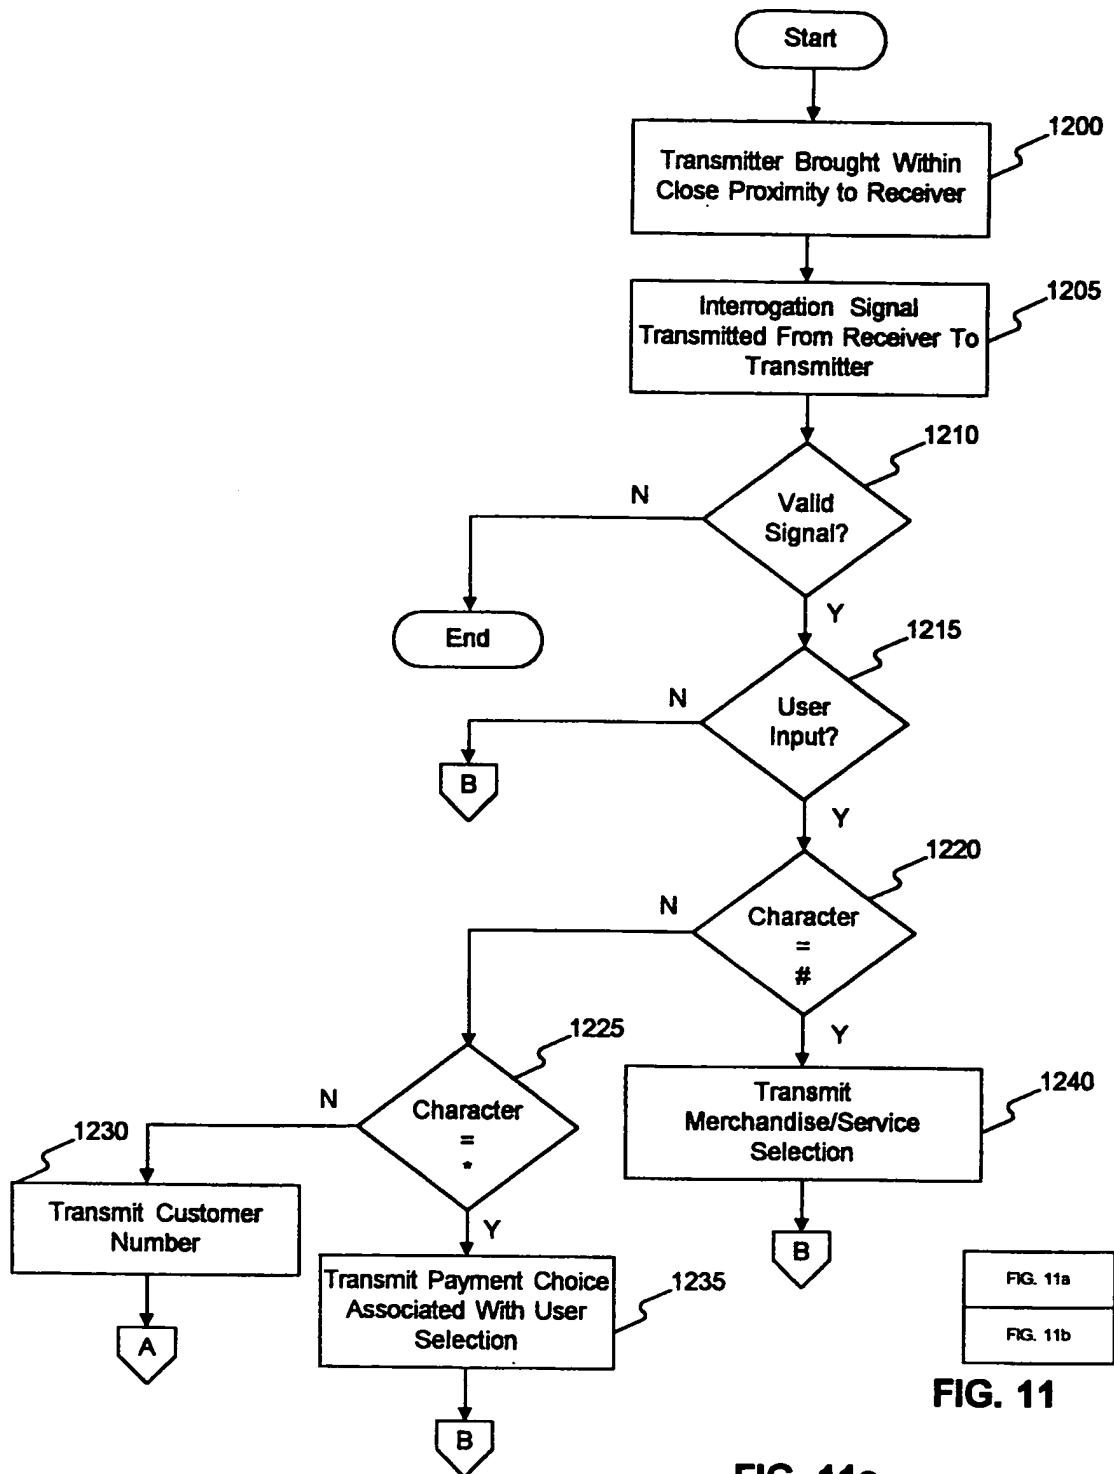 Start
1200
Transmitter Brought Within
Close Proximity to Receiver
1205
Interrogation Signal
Transmitted From Receiver To
Transmitter
1210
N
Valid
Signal?
Y
End
1215
N
User
Input?
B
Y
1220
N
Character
=
#
Y
1225
N
Character
=
*
1240
Transmit
Merchandise/Service
Selection
1230
Transmit Customer
Number
Y
B
1235
Transmit Payment Choice
Associated With User
Selection
A
B
FIG. 11a
FIG. 11b
FIG. 11
FIG. 11a